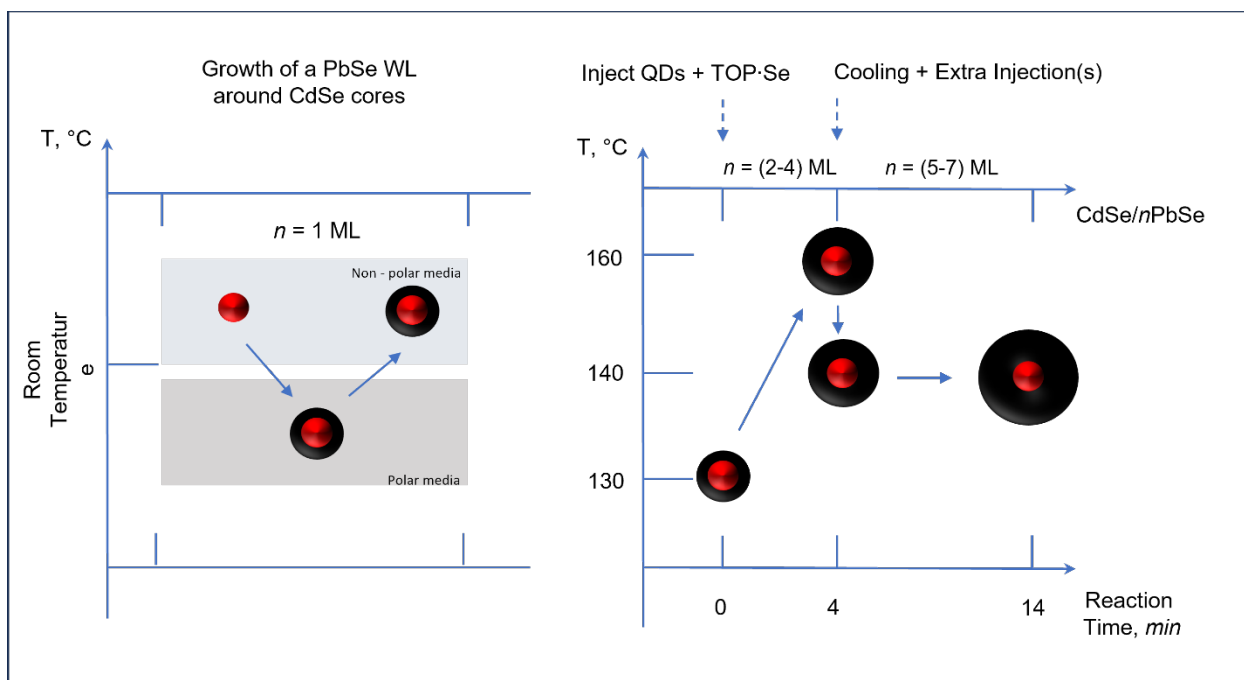 Growth of a PbSe WL
around CdSe cores
T, °C
n = 1 ML
Non - polar media
Room
Temperatur
e
Polar media
Inject QDs + TOP·Se
Cooling + Extra Injection(s)
T, °C
n = (2-4) ML
n = (5-7) ML
CdSe/nPbSe
160
140
130
0
4
14
Reaction
Time, min